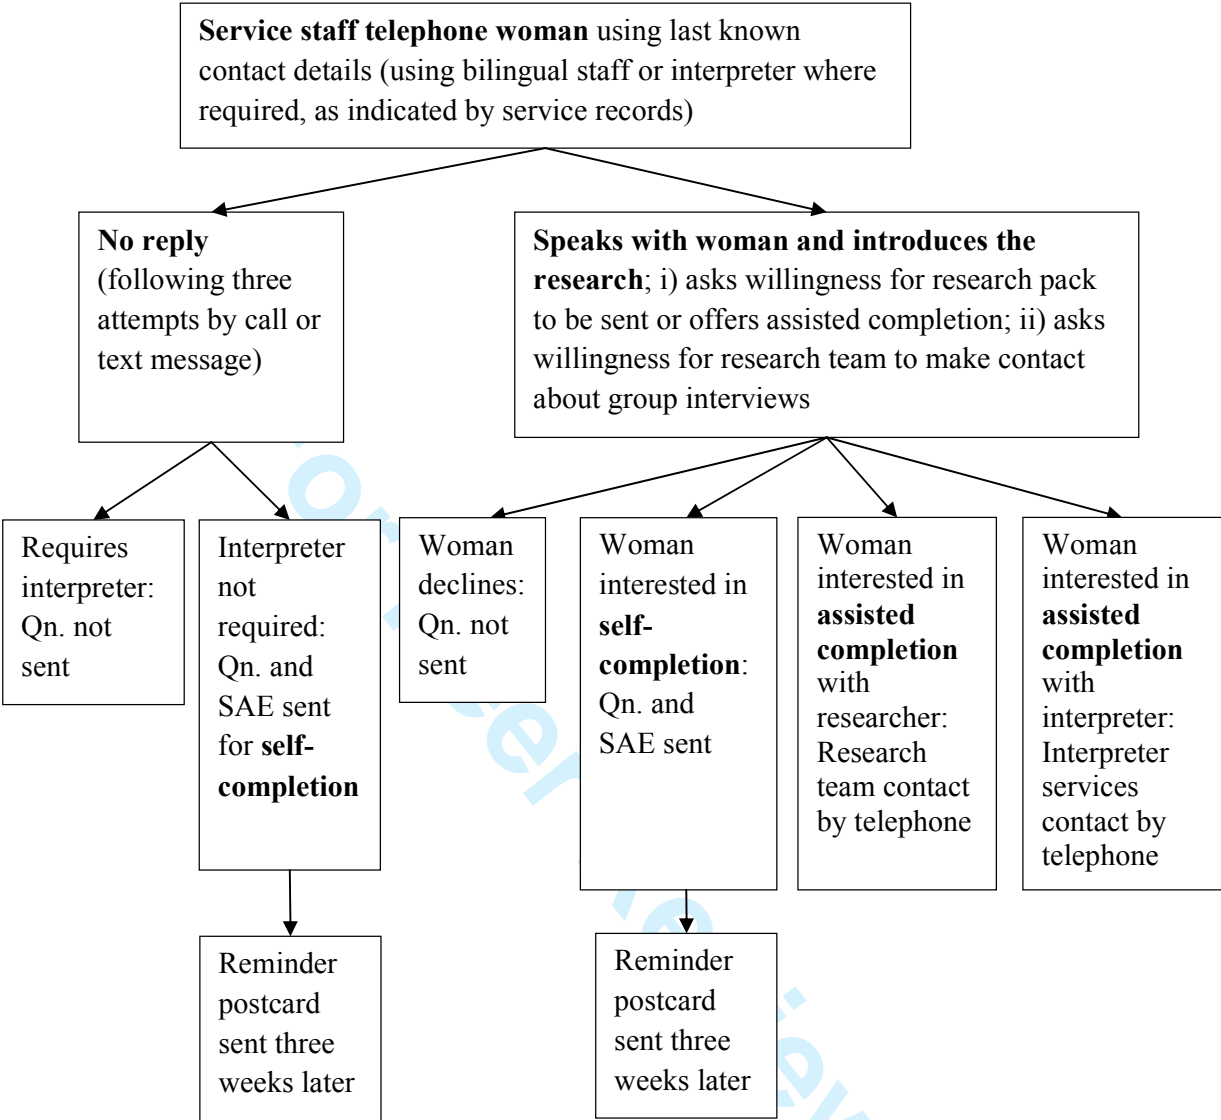 Service staff telephone woman using last known
contact details (using bilingual staff or interpreter where
required, as indicated by service records)
No reply
(following three
attempts by call or
text message)
Speaks with woman and introduces the
research; i) asks willingness for research pack
to be sent or offers assisted completion; ii) asks
willingness for research team to make contact
about group interviews
Requires
interpreter:
Qn. not
sent
Interpreter
not
required:
Qn. and
SAE sent
for self-
completion
Woman
declines:
Qn. not
sent
Woman
interested in
self-
completion:
Qn. and
SAE sent
Woman
interested in
assisted
completion
with
researcher:
Research
team contact
by telephone
Woman
interested in
assisted
completion
with
interpreter:
Interpreter
services
contact by
telephone
Reminder
postcard
sent three
weeks later
Reminder
postcard
sent three
weeks later